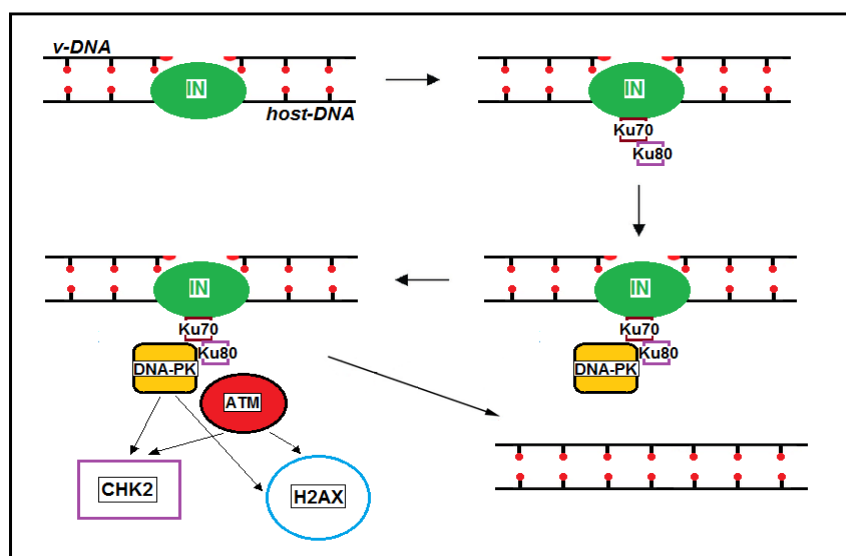 v-DNA
IN
host-DNA
IN
Ku70
Ku80
IN
Ku70
Ku80
DNA-PK
ATM
CHK2
H2AX
IN
Ku70
Ku80
DNA-PK